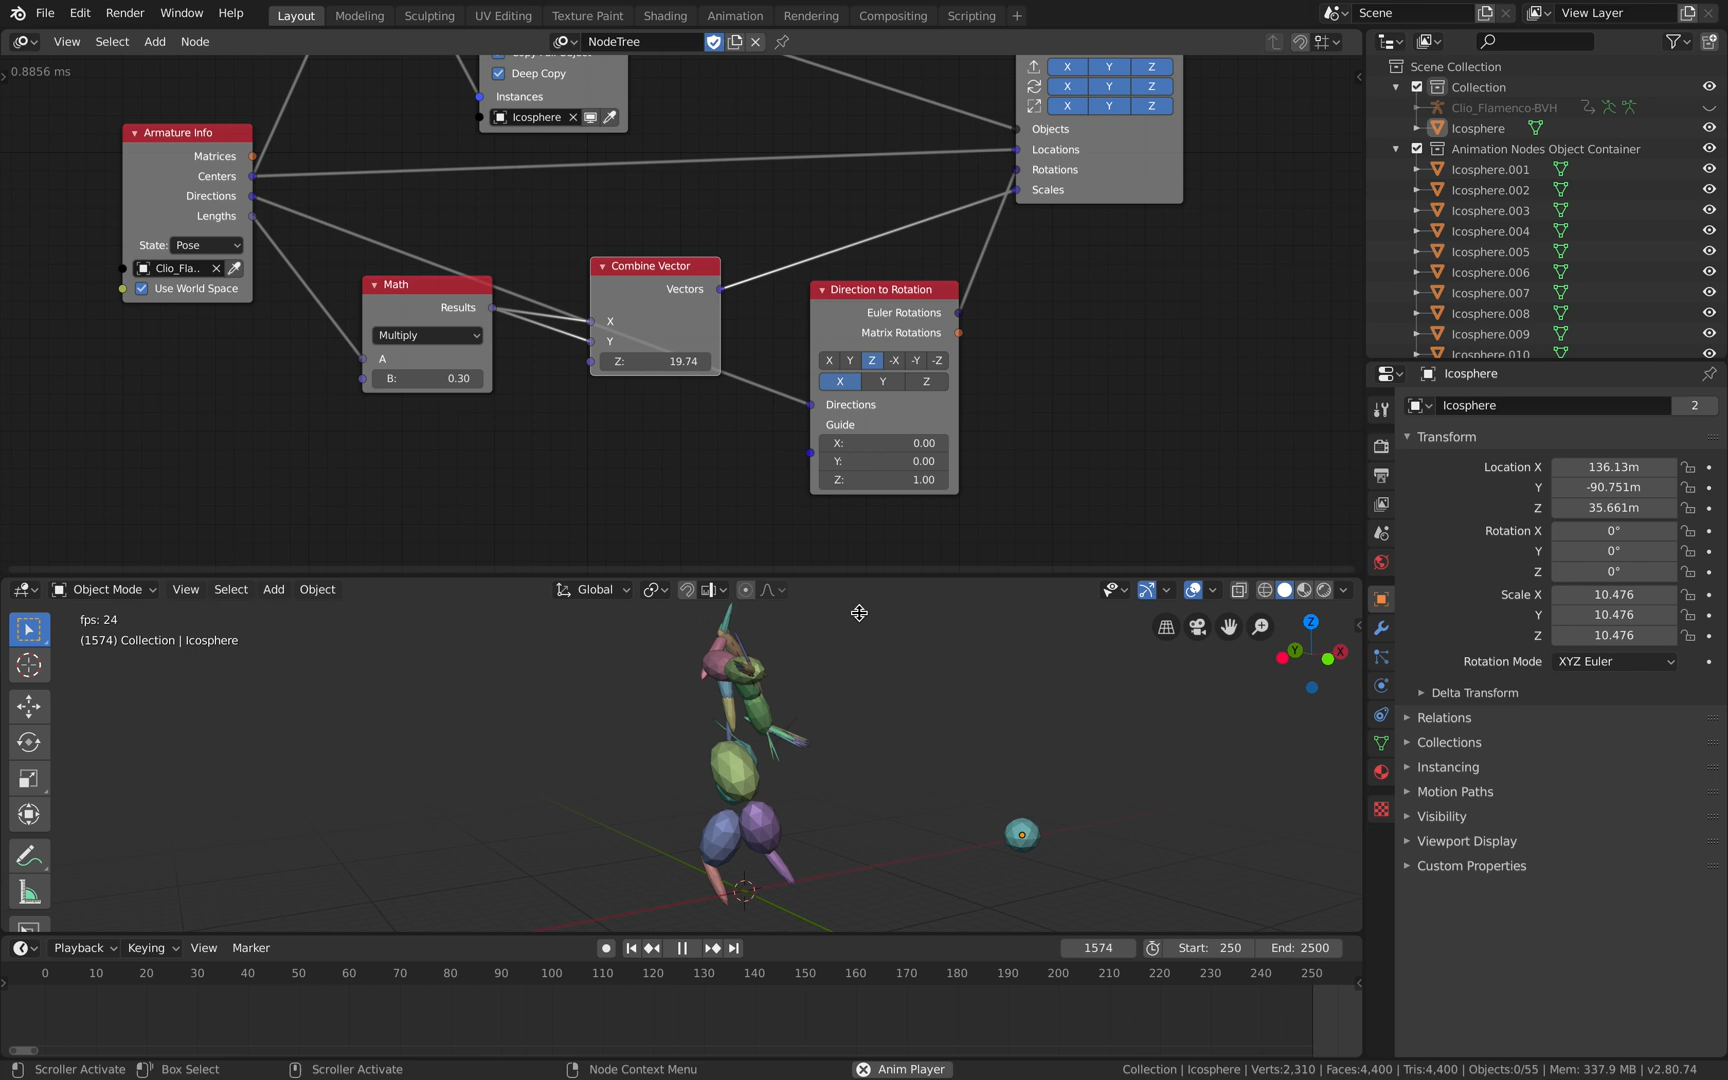 File Edit Render Window Help Layout Modeling Sculpting UV Editing Texture Paint Shading Animation Rendering Compositing Scripting + Scene View Layer
View Select Add Node NodeTree
0.8856 ms
Deep Copy
Instances
Icosphere
X Y Z
X Y Z
X Y Z
Objects
Locations
Rotations
Scales
Armature Info
Matrices
Centers
Directions
Lengths
State: Pose
Clio_Fla..
Use World Space
Math
Results
Multiply
A
B: 0.30
Combine Vector
Vectors
X
Y
Z: 19.74
Direction to Rotation
Euler Rotations
Matrix Rotations
X Y Z -X -Y -Z
X Y Z
Directions
Guide
X: 0.00
Y: 0.00
Z: 1.00
Scene Collection
Collection
Clio_Flamenco-BVH
Icosphere
Animation Nodes Object Container
Icosphere.001
Icosphere.002
Icosphere.003
Icosphere.004
Icosphere.005
Icosphere.006
Icosphere.007
Icosphere.008
Icosphere.009
Icosphere.010
Icosphere
Icosphere 2
Transform
Location X 136.13m
Y -90.751m
Z 35.661m
Rotation X 0°
Y 0°
Z 0°
Scale X 10.476
Y 10.476
Z 10.476
Rotation Mode XYZ Euler
Delta Transform
Relations
Collections
Instancing
Motion Paths
Visibility
Viewport Display
Custom Properties
Object Mode View Select Add Object Global
fps: 24
(1574) Collection | Icosphere
Z
Y X
Playback Keying View Marker 1574 Start: 250 End: 2500
0 10 20 30 40 50 60 70 80 90 100 110 120 130 140 150 160 170 180 190 200 210 220 230 240 250
Scroller Activate Box Select Scroller Activate Node Context Menu Anim Player Collection | Icosphere | Verts:2,310 | Faces:4,400 | Tris:4,400 | Objects:0/55 | Mem: 337.9 MB | v2.80.74